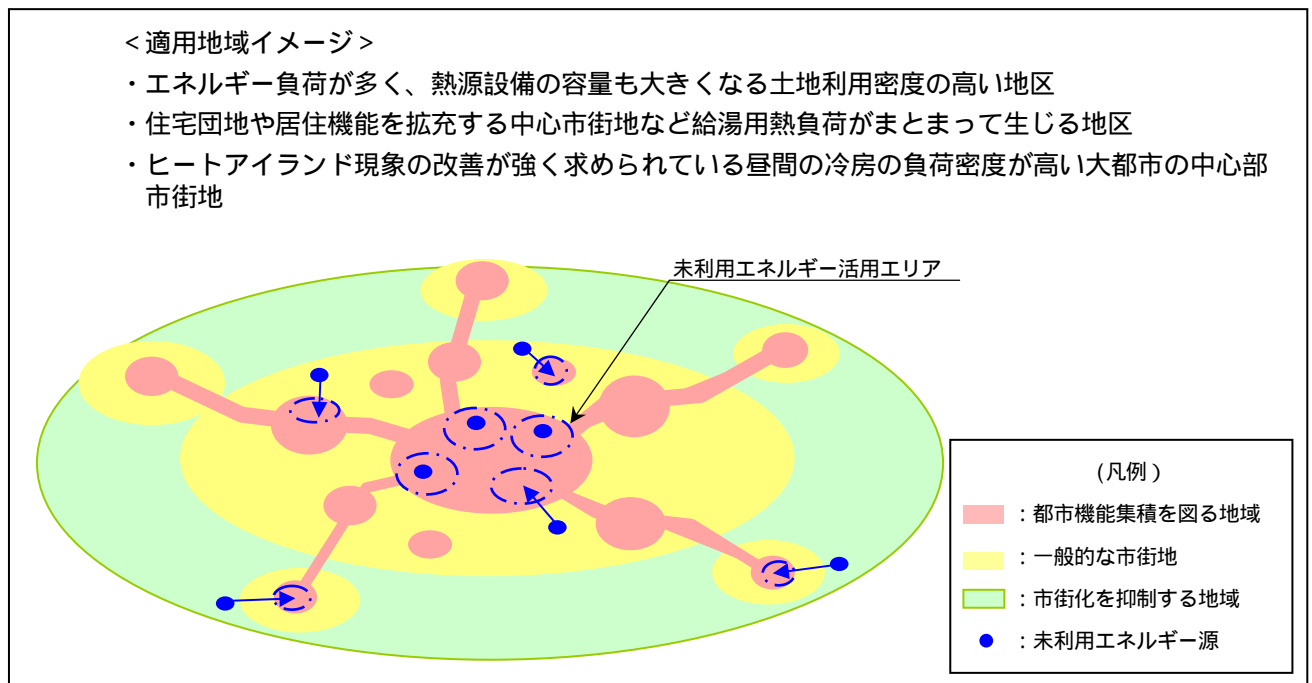 ＜適用地域イメージ＞
・エネルギー負荷が多く、熱源設備の容量も大きくなる土地利用密度の高い地区
・住宅団地や居住機能を拡充する中心市街地など給湯用熱負荷がまとまって生じる地区
・ヒートアイランド現象の改善が強く求められている昼間の冷房の負荷密度が高い大都市の中心部
市街地
未利用エネルギー活用エリア
(凡例）
：都市機能集積を図る地域
：一般的な市街地
：市街化を抑制する地域
：未利用エネルギー源